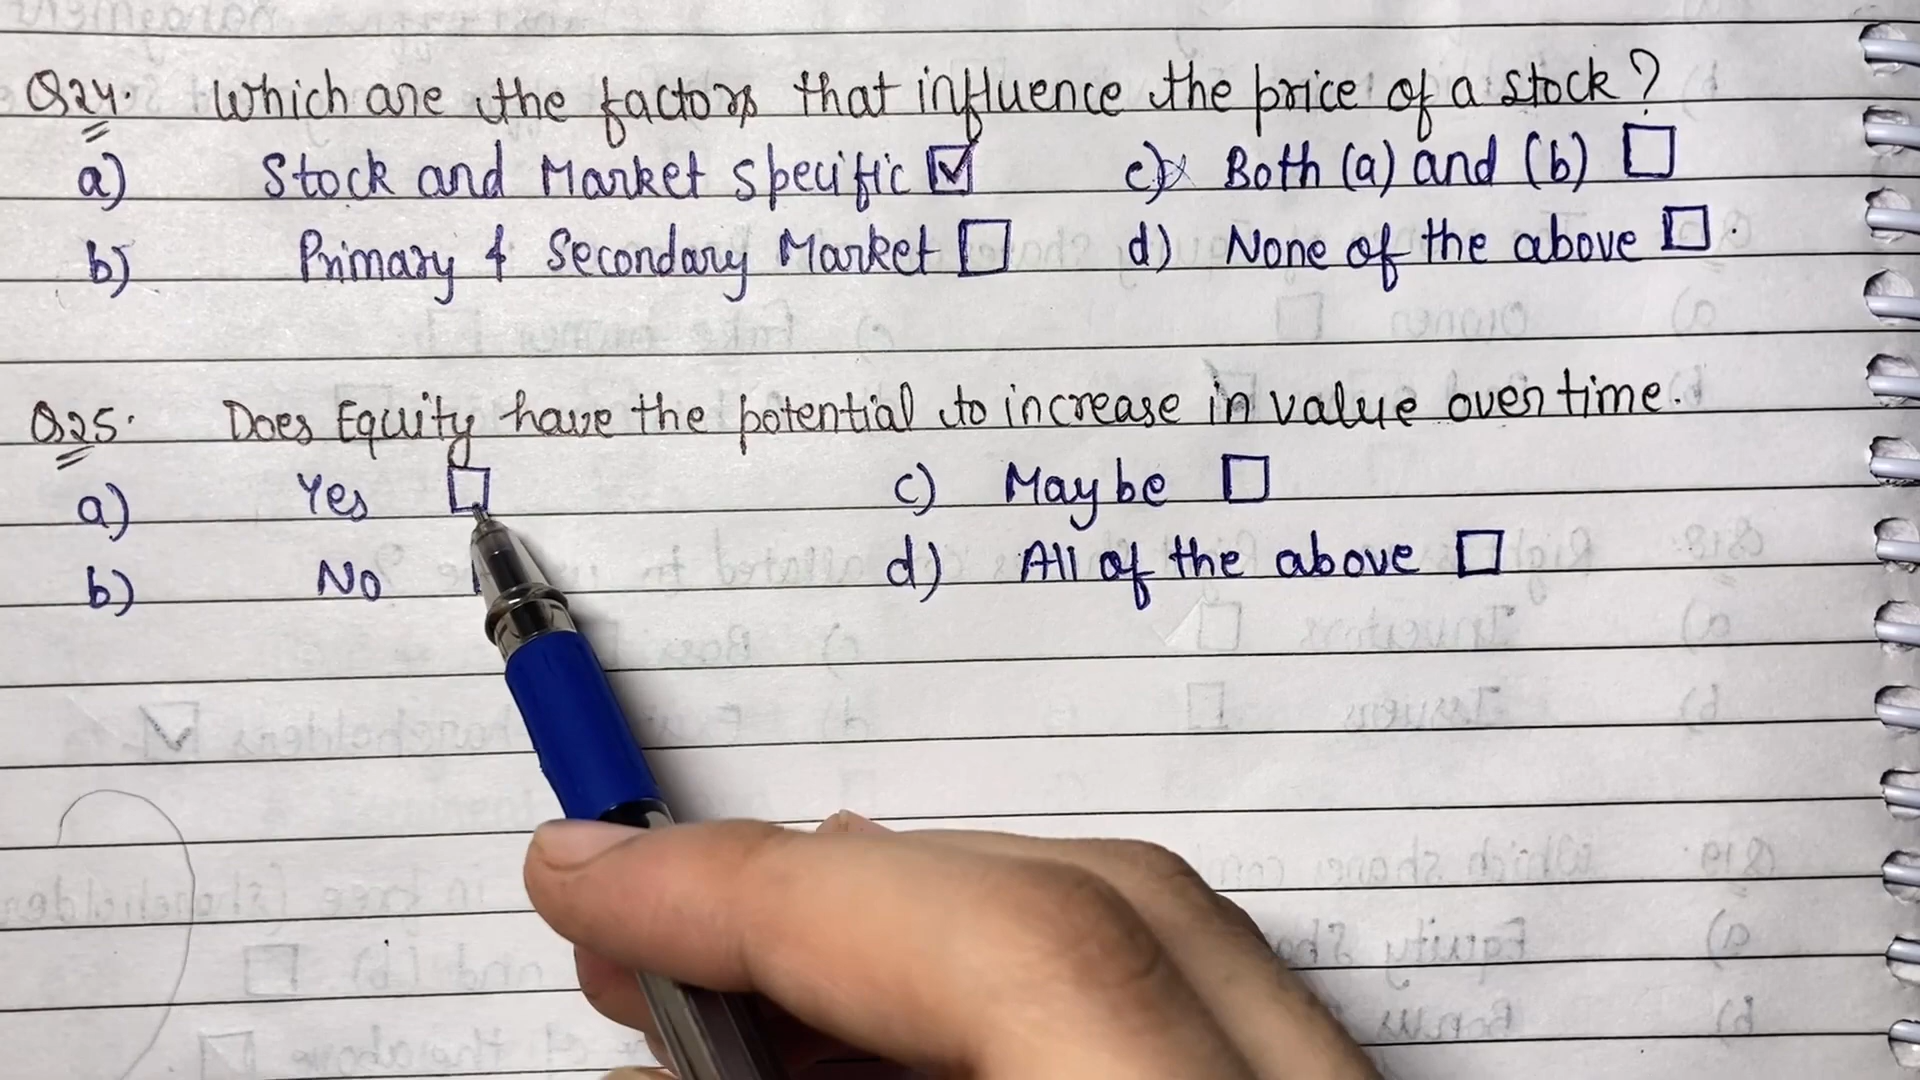 Q24. Which are the factors that influence the price of a stock?
a) Stock and Market specific ☑ c) Both (a) and (b) ☐
b) Primary & Secondary Market ☐ d) None of the above ☐.
Q25. Does Equity have the potential to increase in value over time.
a) Yes ☐ c) Maybe ☐
b) No d) All of the above ☐